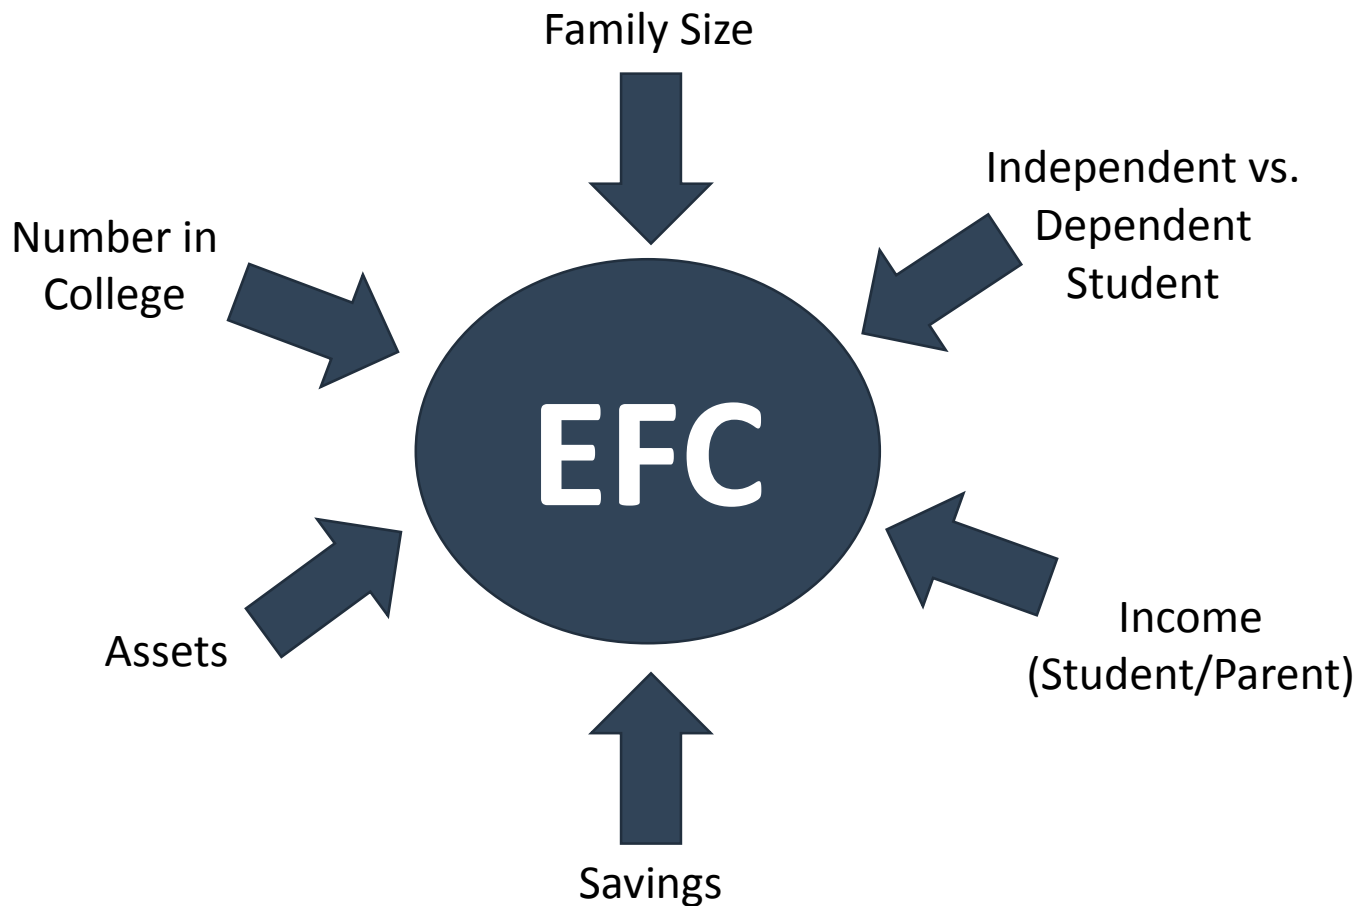 Family Size
Independent vs.
Dependent
Student
Number in
College
EFC
Income
(Student/Parent)
Assets
Savings